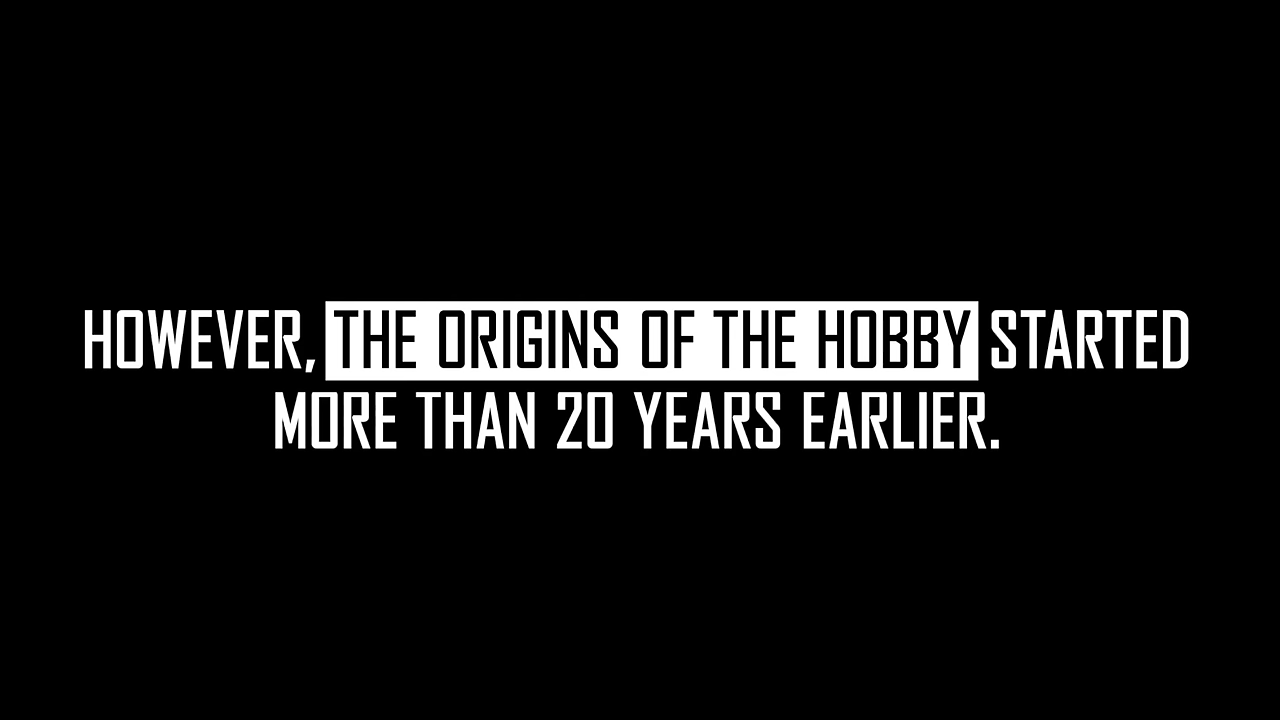 HOWEVER, THE ORIGINS OF THE HOBBY STARTED
MORE THAN 20 YEARS EARLIER.